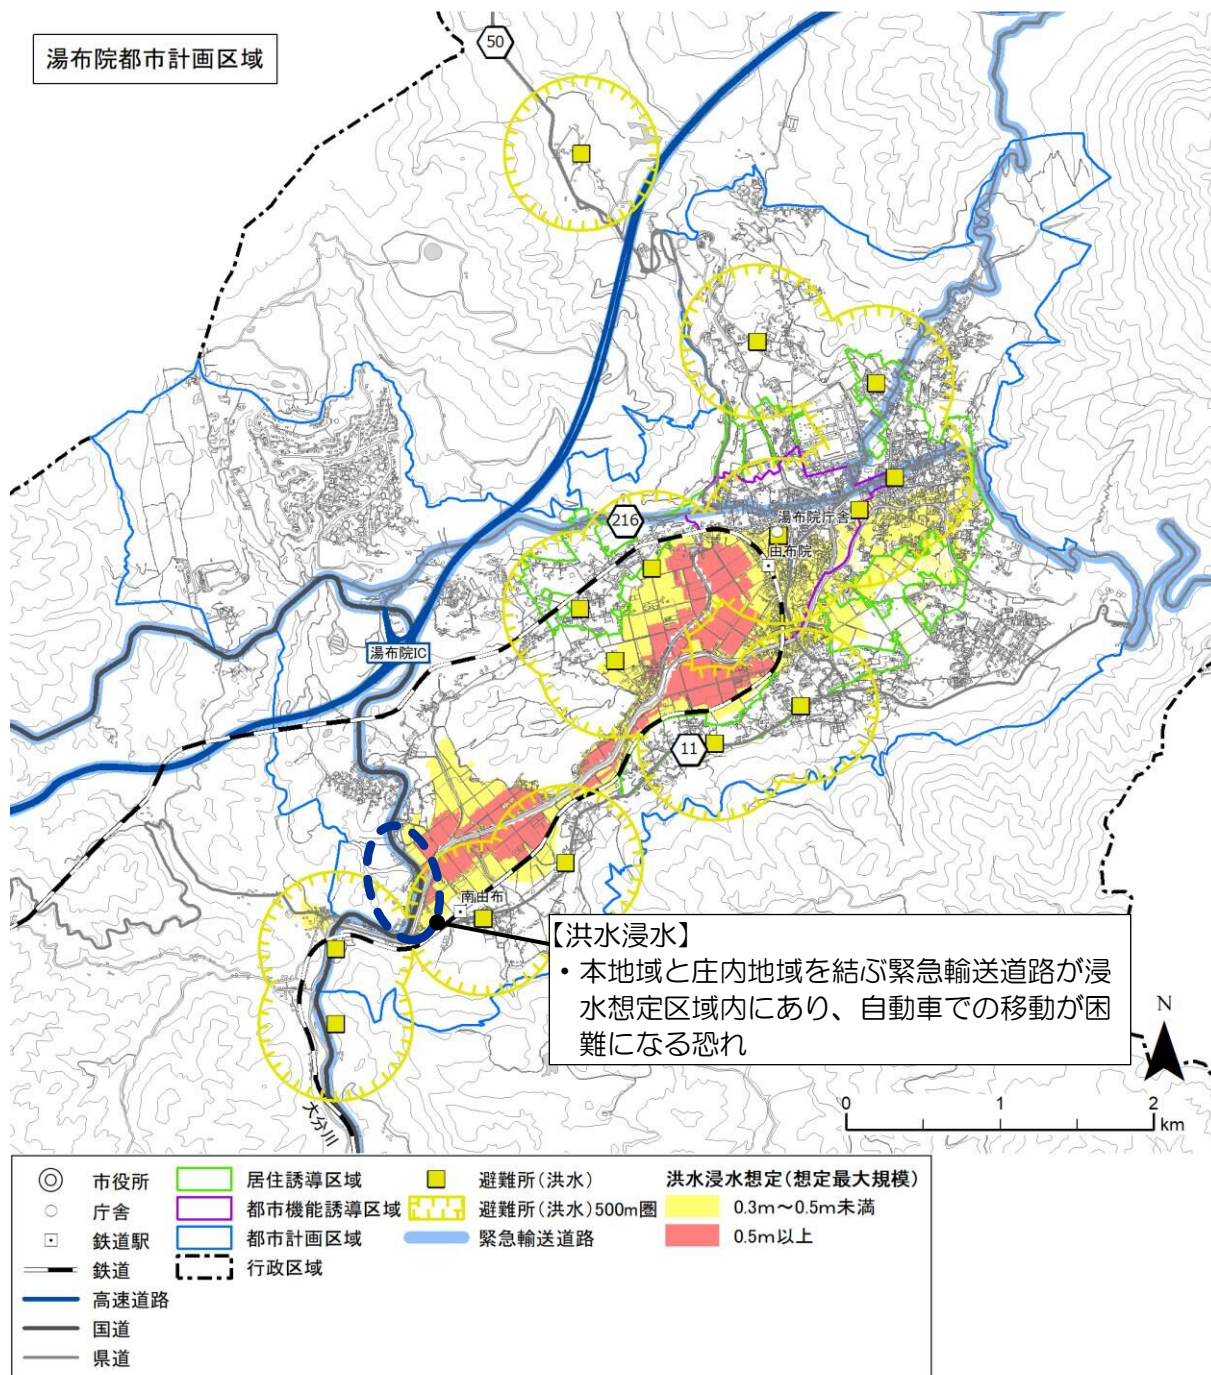 湯布院都市計画区域
50
216
湯布院庁舎
由布院
湯布院IC
11
南由布
【洪水浸水】
・本地域と庄内地域を結ぶ緊急輸送道路が浸
水想定区域内にあり、自動車での移動が困
難になる恐れ
N
大分川
0 1 2
km
市役所
庁舎
鉄道駅
鉄道
高速道路
国道
県道
居住誘導区域
都市機能誘導区域
都市計画区域
行政区域
避難所(洪水)
避難所(洪水)500m圏
緊急輸送道路
洪水浸水想定(想定最大規模)
0.3m～0.5m未満
0.5m以上